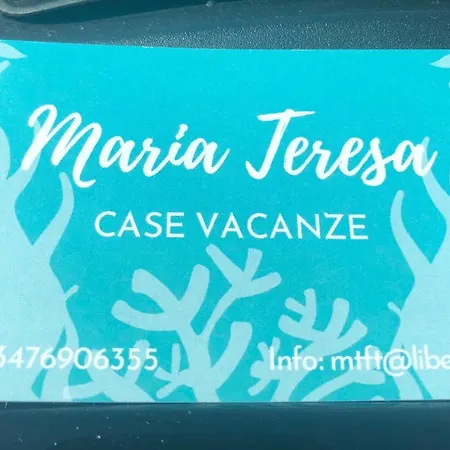 Maria Teresa
CASE VACANZE
3476906355 Info: mtft@libe